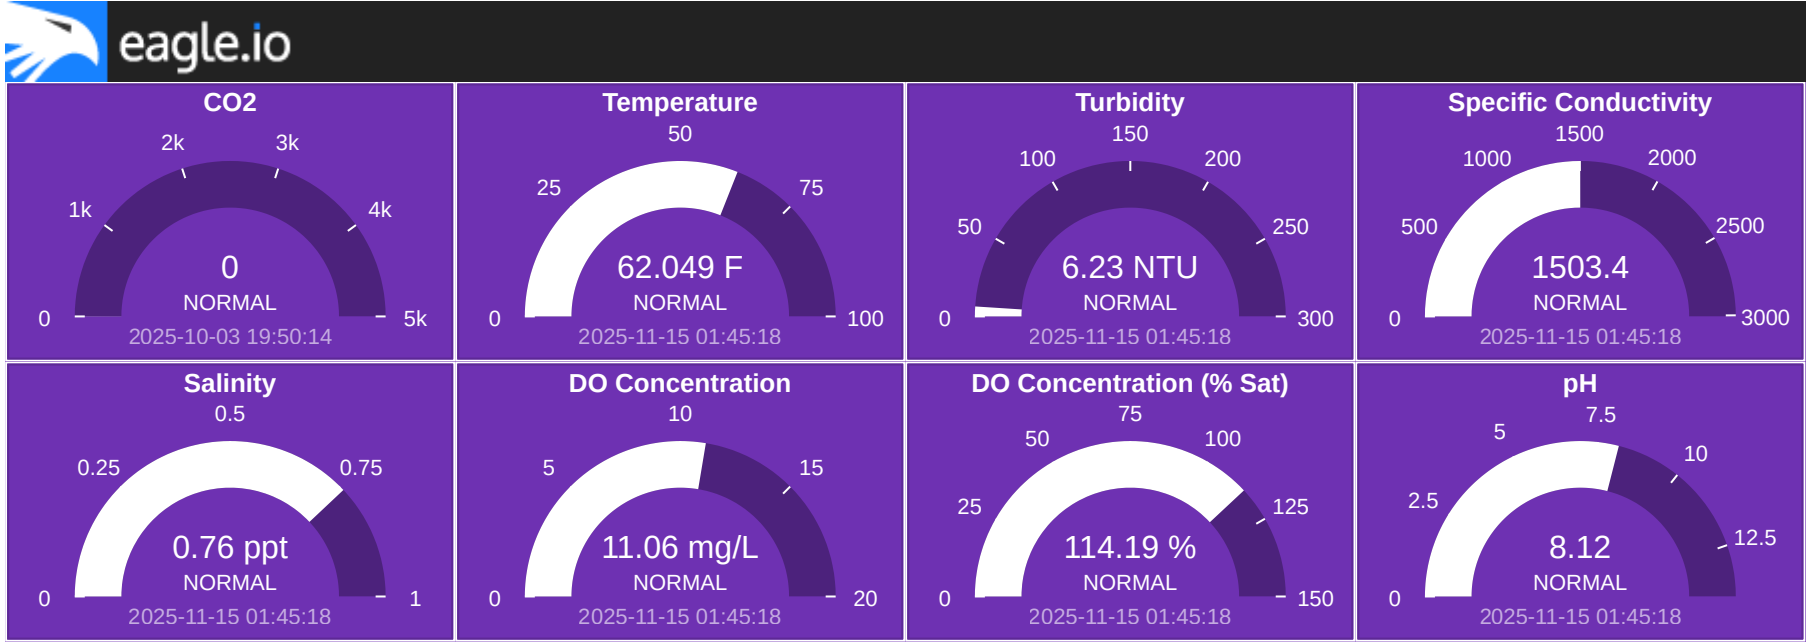 eagle.io
CO2
2k
3k
1k
4k
0
NORMAL
0
5k
2025-10-03 19:50:14
Temperature
50
25
75
62.049 F
NORMAL
0
100
2025-11-15 01:45:18
Turbidity
150
100
200
50
250
6.23 NTU
NORMAL
0
300
2025-11-15 01:45:18
Specific Conductivity
1500
1000
2000
500
2500
1503.4
NORMAL
0
3000
2025-11-15 01:45:18
Salinity
0.5
0.25
0.75
0.76 ppt
NORMAL
0
1
2025-11-15 01:45:18
DO Concentration
10
5
15
11.06 mg/L
NORMAL
0
20
2025-11-15 01:45:18
DO Concentration (% Sat)
75
50
100
25
125
114.19 %
NORMAL
0
150
2025-11-15 01:45:18
pH
7.5
5
10
2.5
12.5
8.12
NORMAL
0
2025-11-15 01:45:18